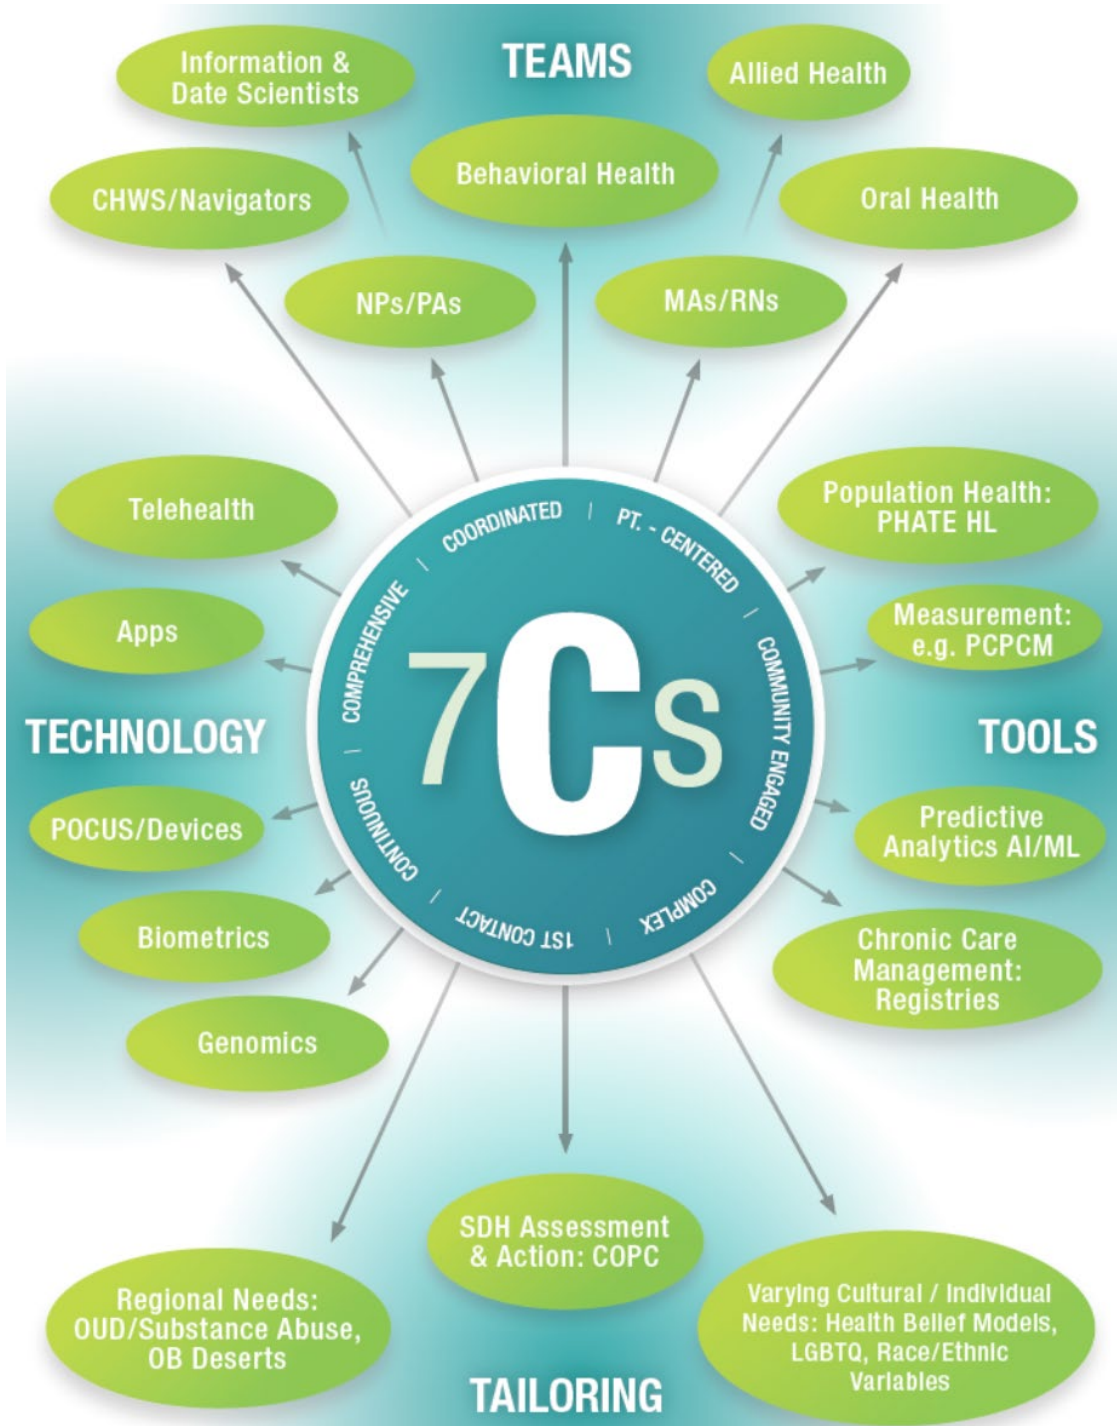 TEAMS
Information &
Date Scientists
Allied Health
Behavioral Health
CHWS/Navigators
Oral Health
NPs/PAs
MAs/RNs
Telehealth
Apps
TECHNOLOGY
POCUS/Devices
Biometrics
Genomics
COORDINATED | PT. - CENTERED | COMMUNITY ENGAGED | COMPLEX | 1ST CONTACT | CONTINUOUS | COMPREHENSIVE |
7Cs
Population Health:
PHATE HL
Measurement:
e.g. PCPCM
TOOLS
Predictive
Analytics AI/ML
Chronic Care
Management:
Registries
SDH Assessment
& Action: COPC
Regional Needs:
OUD/Substance Abuse,
OB Deserts
Varying Cultural / Individual
Needs: Health Belief Models,
LGBTQ, Race/Ethnic
Variables
TAILORING